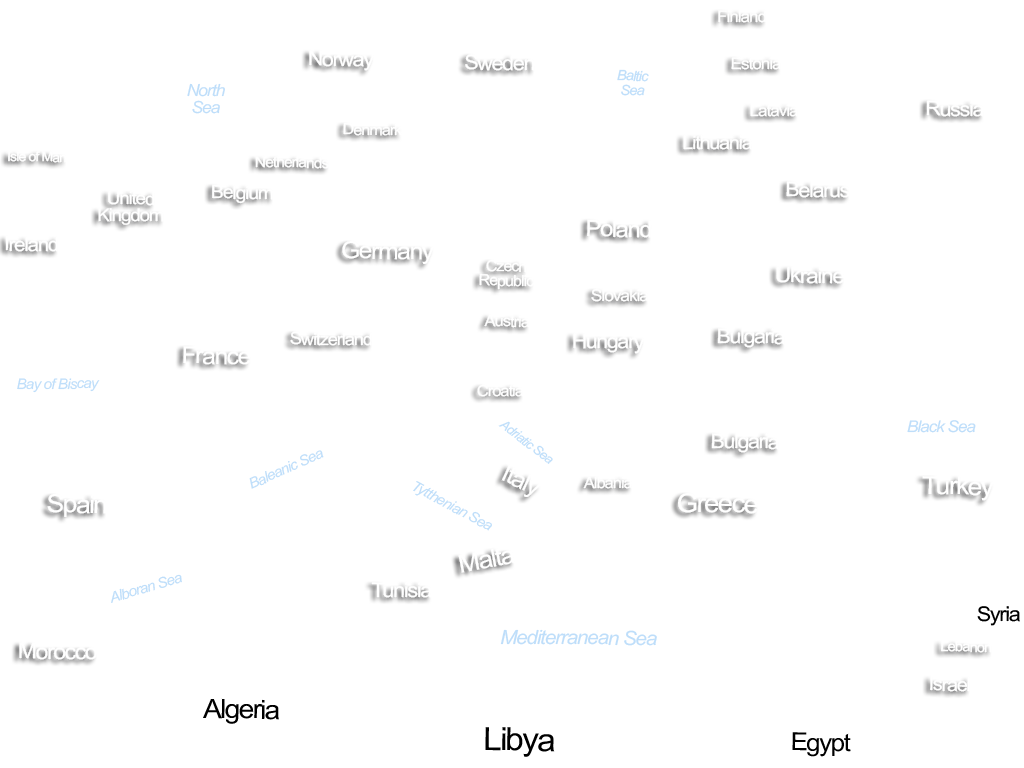 Finland
Norway
Sweden
Estonia
Baltic
Sea
North
Sea
Latavia
Russia
Denmark
Lithuania
Isle of Man
Netherlands
Belgium
United
Kingdom
Belarus
Poland
Ireland
Germany
Czech
Republic
Ukraine
Slovakia
Austria
Switzerland
Hungary
Bulgaria
France
Bay of Biscay
Croatia
Black Sea
Adriatic Sea
Bulgaria
Baleanic Sea
Italy
Albania
Turkey
Tytthenian Sea
Spain
Greece
Malta
Alboran Sea
Tunisia
Syria
Mediterranean Sea
Morocco
Lebanon
Israel
Algeria
Libya
Egypt